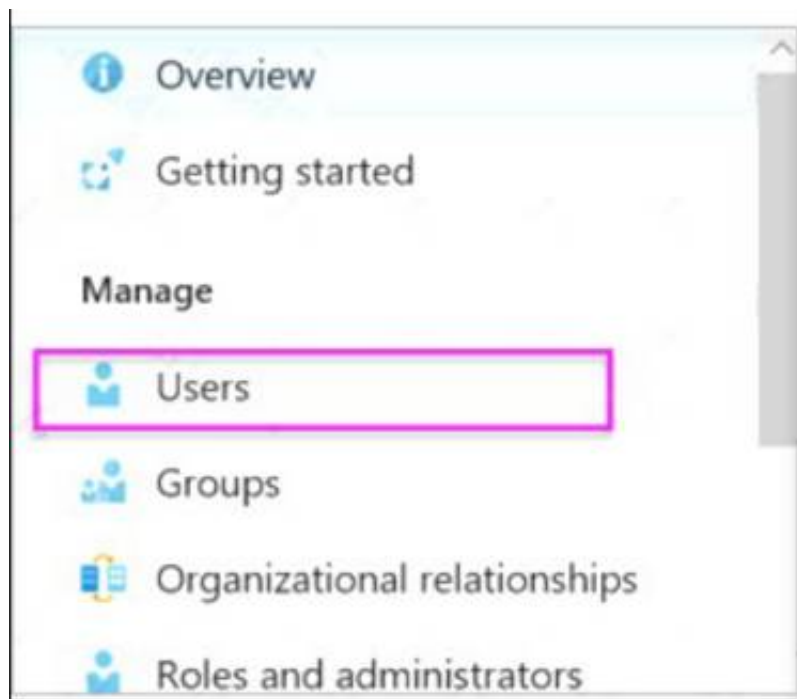 Overview
Getting started
Manage
Users
Groups
Organizational relationships
Roles and administrators